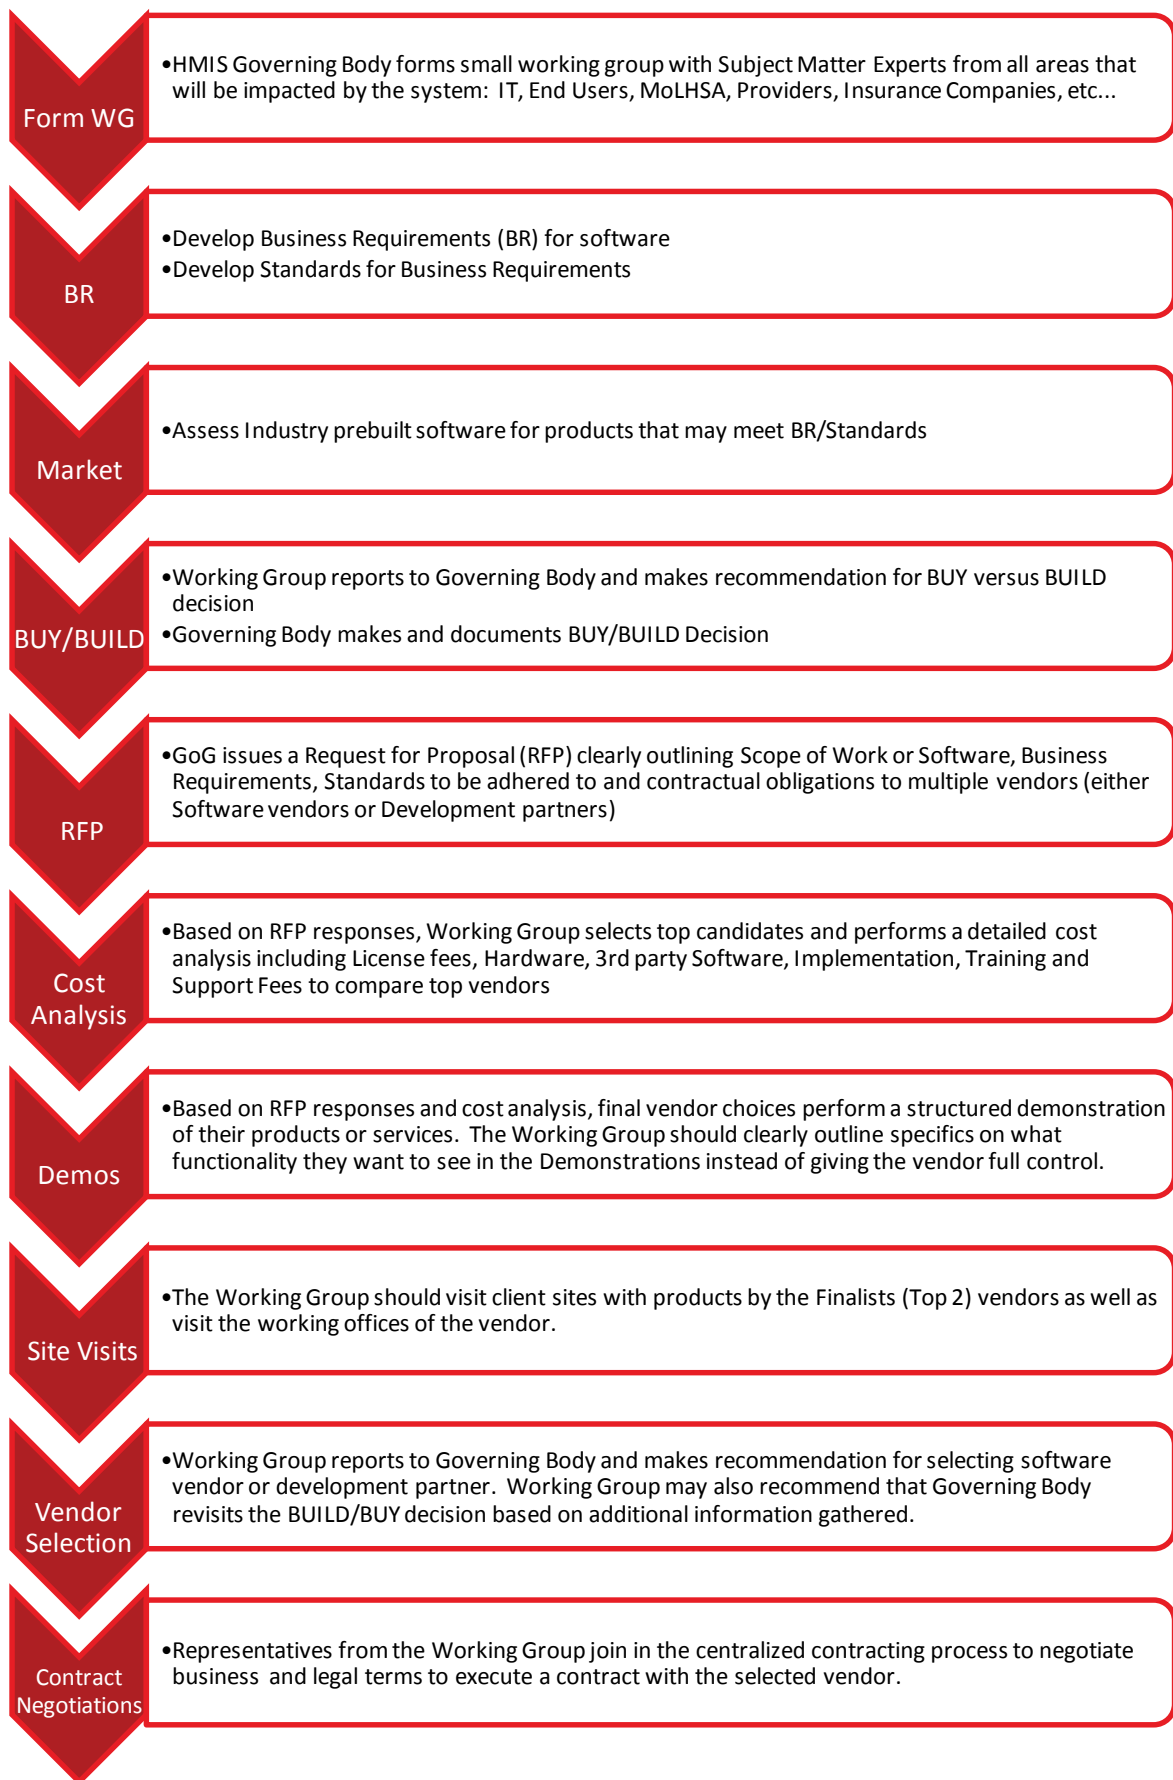 Form WG
•HMIS Governing Body forms small working group with Subject Matter Experts from all areas that
will be impacted by the system: IT, End Users, MoLHSA, Providers, Insurance Companies, etc...
BR
•Develop Business Requirements (BR) for software
•Develop Standards for Business Requirements
Market
•Assess Industry prebuilt software for products that may meet BR/Standards
BUY/BUILD
•Working Group reports to Governing Body and makes recommendation for BUY versus BUILD
decision
•Governing Body makes and documents BUY/BUILD Decision
RFP
•GoG issues a Request for Proposal (RFP) clearly outlining Scope of Work or Software, Business
Requirements, Standards to be adhered to and contractual obligations to multiple vendors (either
Software vendors or Development partners)
Cost
Analysis
•Based on RFP responses, Working Group selects top candidates and performs a detailed cost
analysis including License fees, Hardware, 3rd party Software, Implementation, Training and
Support Fees to compare top vendors
Demos
•Based on RFP responses and cost analysis, final vendor choices perform a structured demonstration
of their products or services. The Working Group should clearly outline specifics on what
functionality they want to see in the Demonstrations instead of giving the vendor full control.
Site Visits
•The Working Group should visit client sites with products by the Finalists (Top 2) vendors as well as
visit the working offices of the vendor.
Vendor
Selection
•Working Group reports to Governing Body and makes recommendation for selecting software
vendor or development partner. Working Group may also recommend that Governing Body
revisits the BUILD/BUY decision based on additional information gathered.
Contract
Negotiations
•Representatives from the Working Group join in the centralized contracting process to negotiate
business and legal terms to execute a contract with the selected vendor.